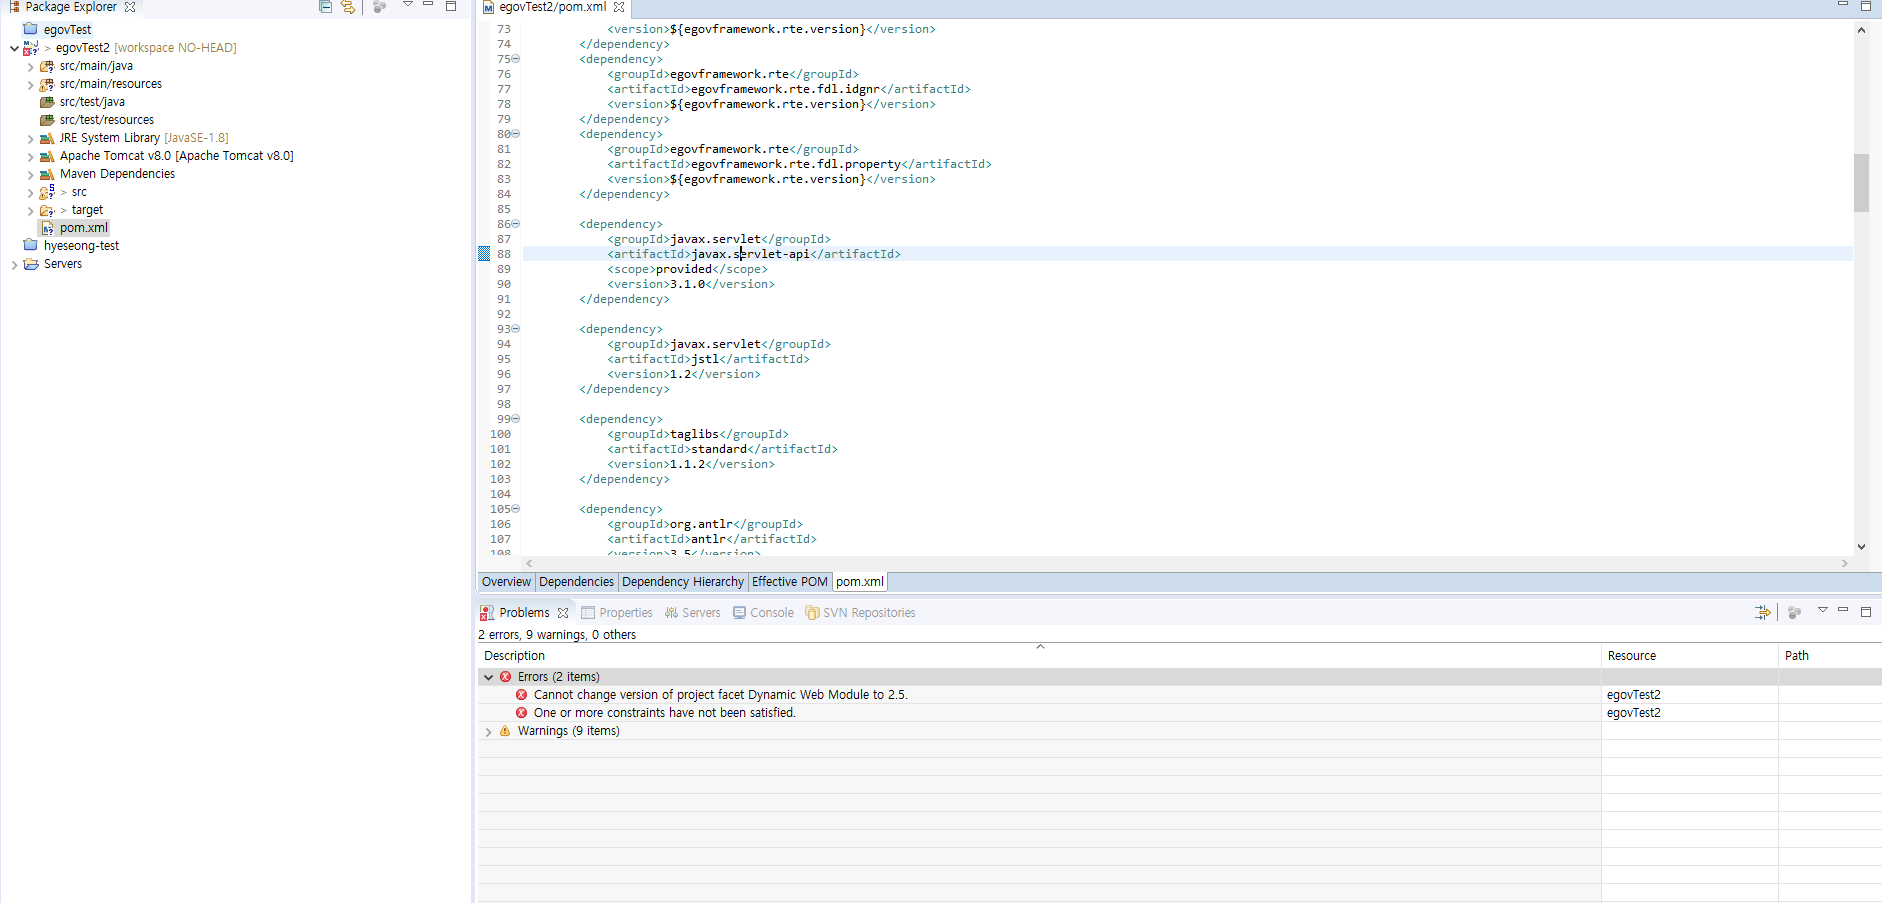 Package Explorer
egovTest
> egovTest2 [workspace NO-HEAD]
src/main/java
src/main/resources
src/test/java
src/test/resources
JRE System Library [JavaSE-1.8]
Apache Tomcat v8.0 [Apache Tomcat v8.0]
Maven Dependencies
> src
> target
pom.xml
hyeseong-test
Servers
egovTest2/pom.xml
73 <version>${egovframework.rte.version}</version>
74 </dependency>
75 <dependency>
76 <groupId>egovframework.rte</groupId>
77 <artifactId>egovframework.rte.fdl.idgnr</artifactId>
78 <version>${egovframework.rte.version}</version>
79 </dependency>
80 <dependency>
81 <groupId>egovframework.rte</groupId>
82 <artifactId>egovframework.rte.fdl.property</artifactId>
83 <version>${egovframework.rte.version}</version>
84 </dependency>
85
86 <dependency>
87 <groupId>javax.servlet</groupId>
88 <artifactId>javax.servlet-api</artifactId>
89 <scope>provided</scope>
90 <version>3.1.0</version>
91 </dependency>
92
93 <dependency>
94 <groupId>javax.servlet</groupId>
95 <artifactId>jstl</artifactId>
96 <version>1.2</version>
97 </dependency>
98
99 <dependency>
100 <groupId>taglibs</groupId>
101 <artifactId>standard</artifactId>
102 <version>1.1.2</version>
103 </dependency>
104
105 <dependency>
106 <groupId>org.antlr</groupId>
107 <artifactId>antlr</artifactId>
108 <version>3.5</version>
Overview Dependencies Dependency Hierarchy Effective POM pom.xml
Problems Properties Servers Console SVN Repositories
2 errors, 9 warnings, 0 others
Description Resource Path
Errors (2 items)
Cannot change version of project facet Dynamic Web Module to 2.5. egovTest2
One or more constraints have not been satisfied. egovTest2
Warnings (9 items)